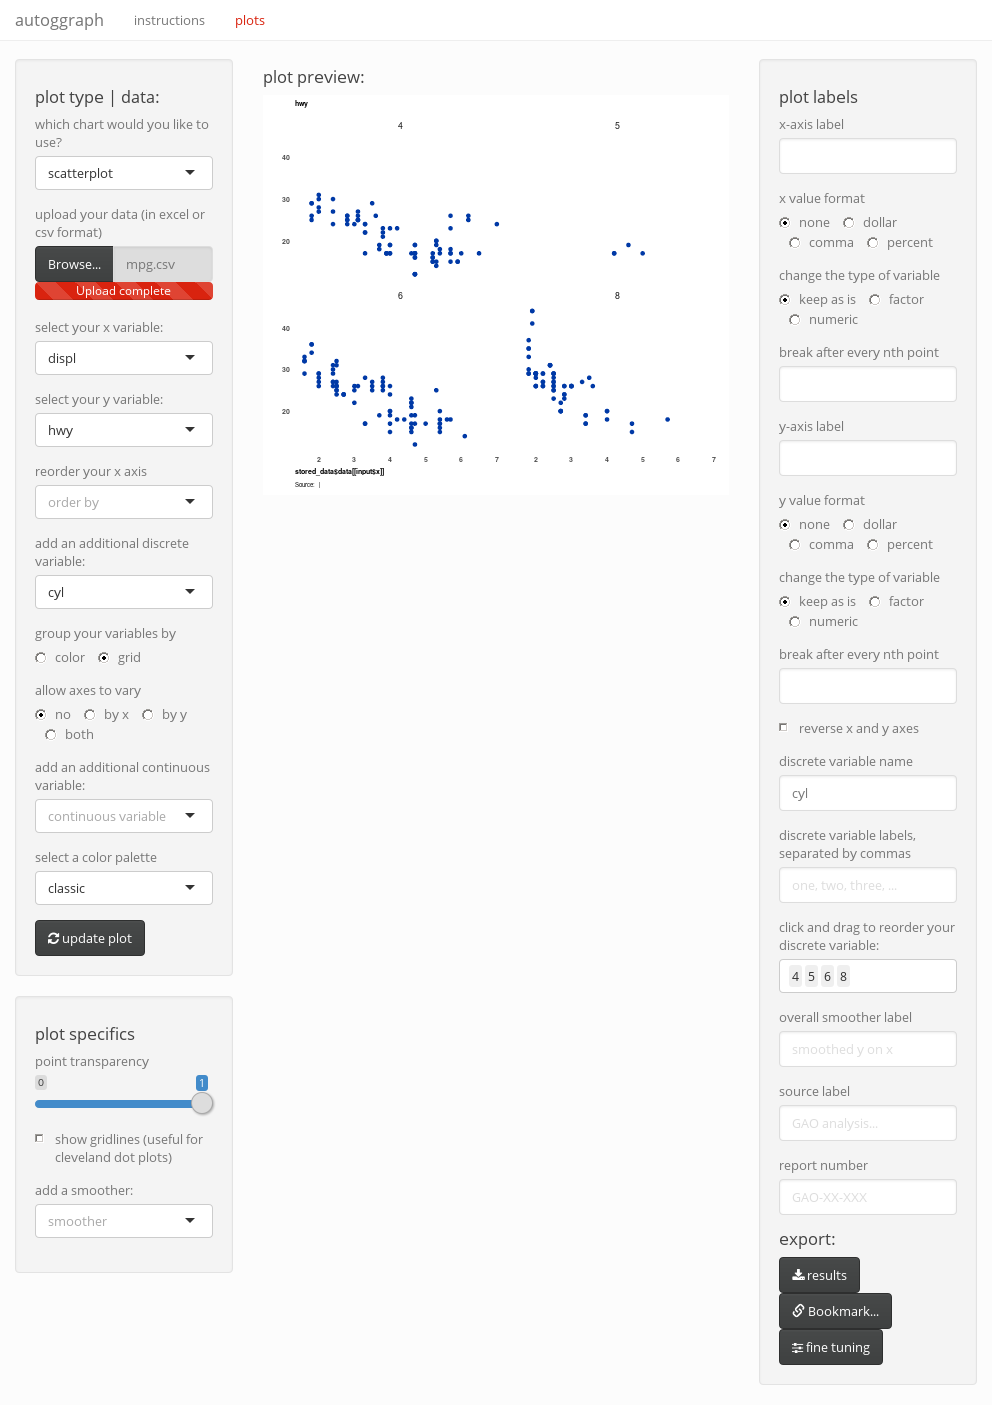 autoggraph instructions plots
plot type | data:
which chart would you like to
use?
scatterplot
upload your data (in excel or
csv format)
Browse... mpg.csv
Upload complete
select your x variable:
displ
select your y variable:
hwy
reorder your x axis
order by
add an additional discrete
variable:
cyl
group your variables by
color grid
allow axes to vary
no by x by y
both
add an additional continuous
variable:
continuous variable
select a color palette
classic
update plot
plot specifics
point transparency
0 1
show gridlines (useful for
cleveland dot plots)
add a smoother:
smoother
plot preview:
hwy
4 5
40
30
20
6 8
40
30
20
2 3 4 5 6 7 2 3 4 5 6 7
stored_data$data[[input$x]]
Source: |
plot labels
x-axis label
x value format
none dollar
comma percent
change the type of variable
keep as is factor
numeric
break after every nth point
y-axis label
y value format
none dollar
comma percent
change the type of variable
keep as is factor
numeric
break after every nth point
reverse x and y axes
discrete variable name
cyl
discrete variable labels,
separated by commas
one, two, three, ...
click and drag to reorder your
discrete variable:
4 5 6 8
overall smoother label
smoothed y on x
source label
GAO analysis...
report number
GAO-XX-XXX
export:
results
Bookmark...
fine tuning